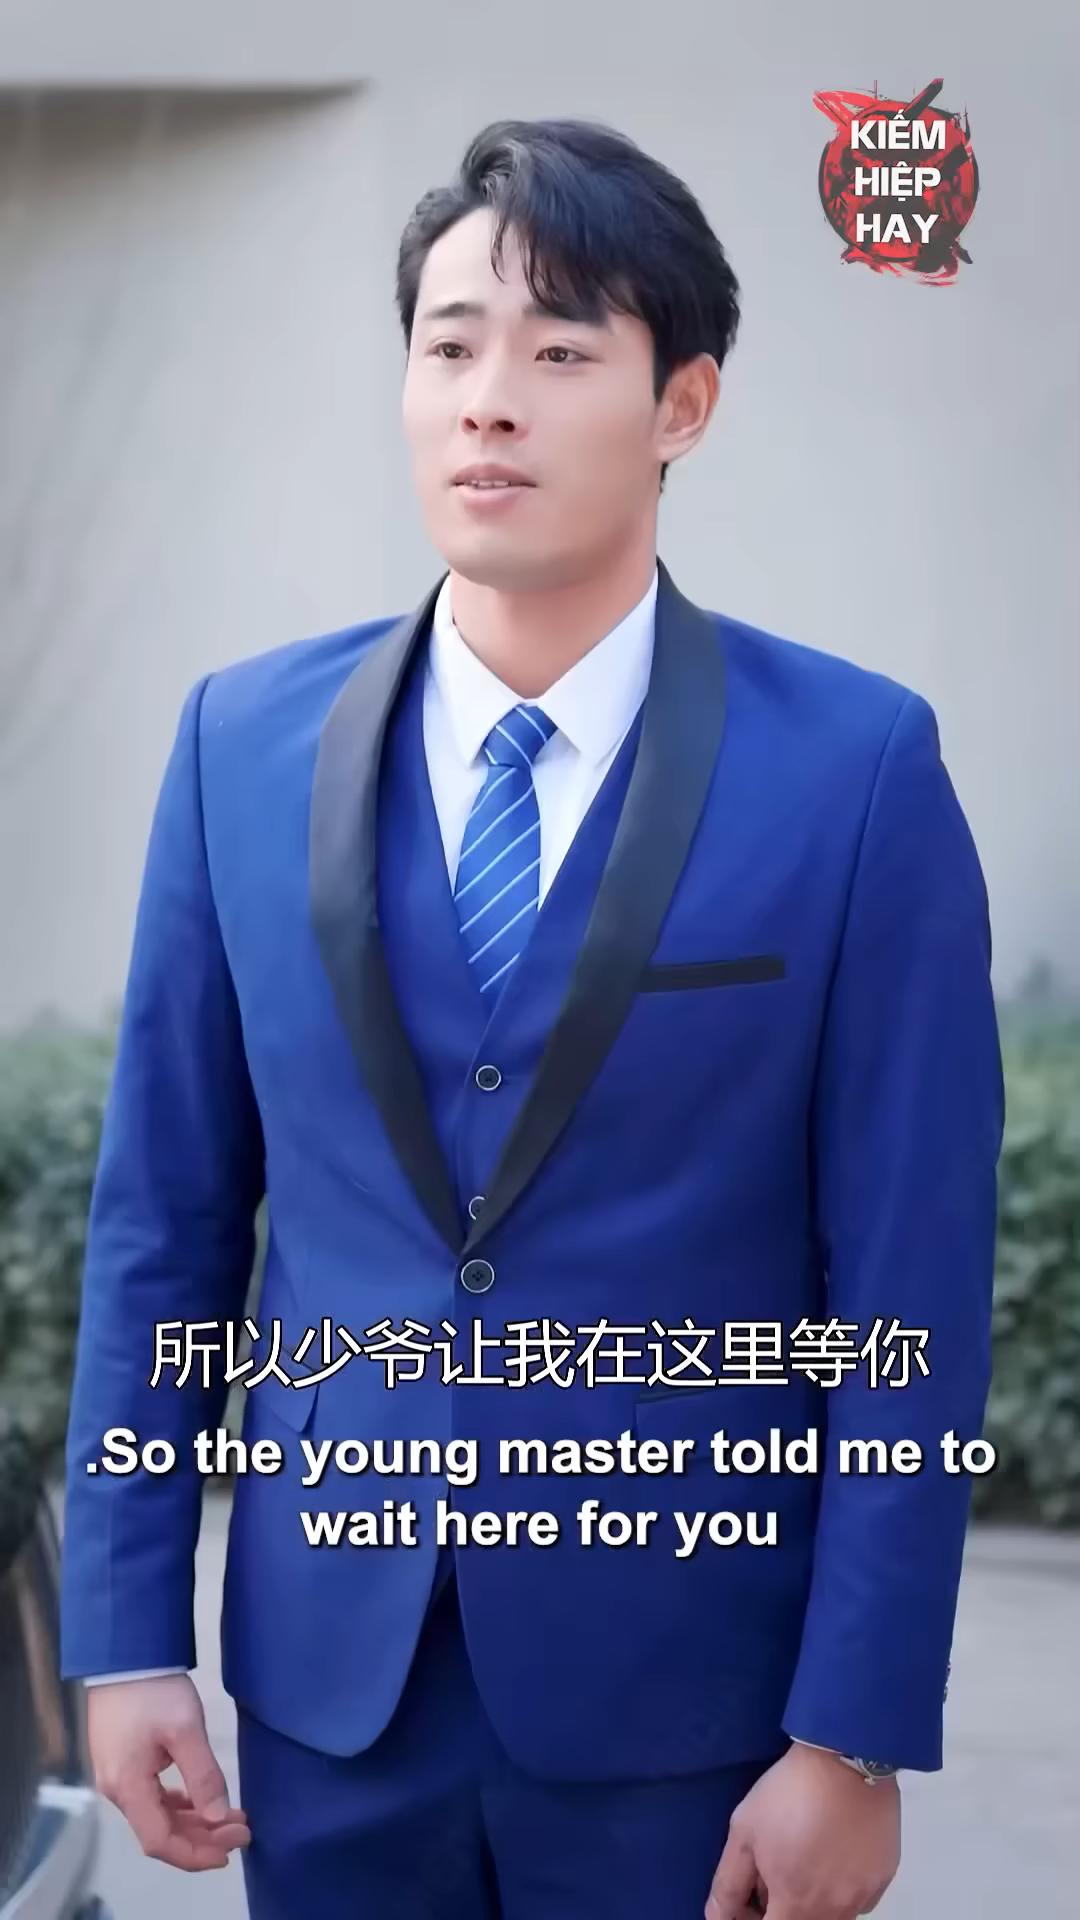 KIẾM
HIỆP
HAY
所以少爷让我在这里等你
.So the young master told me to
wait here for you